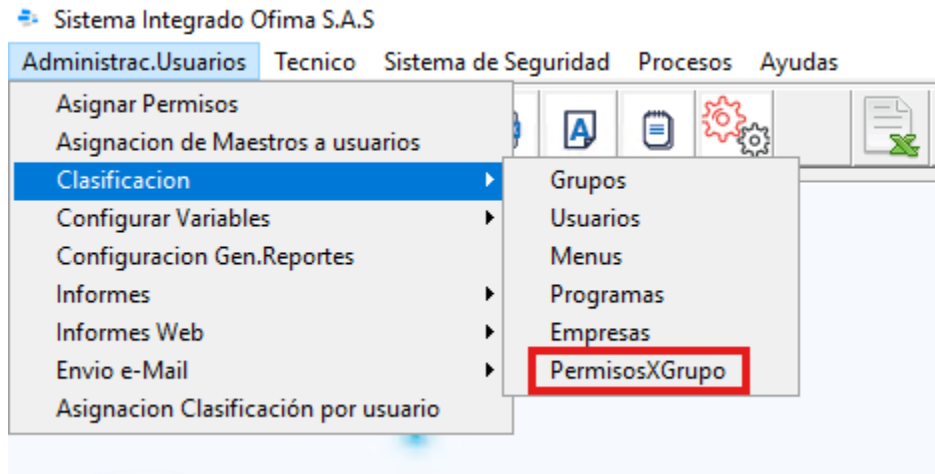 Sistema Integrado Ofima S.A.S
Administrac.Usuarios Tecnico Sistema de Seguridad Procesos Ayudas
Asignar Permisos
Asignacion de Maestros a usuarios
Clasificacion
Configurar Variables
Configuracion Gen.Reportes
Informes
Informes Web
Envio e-Mail
Asignacion Clasificación por usuario
Grupos
Usuarios
Menus
Programas
Empresas
PermisosXGrupo
A